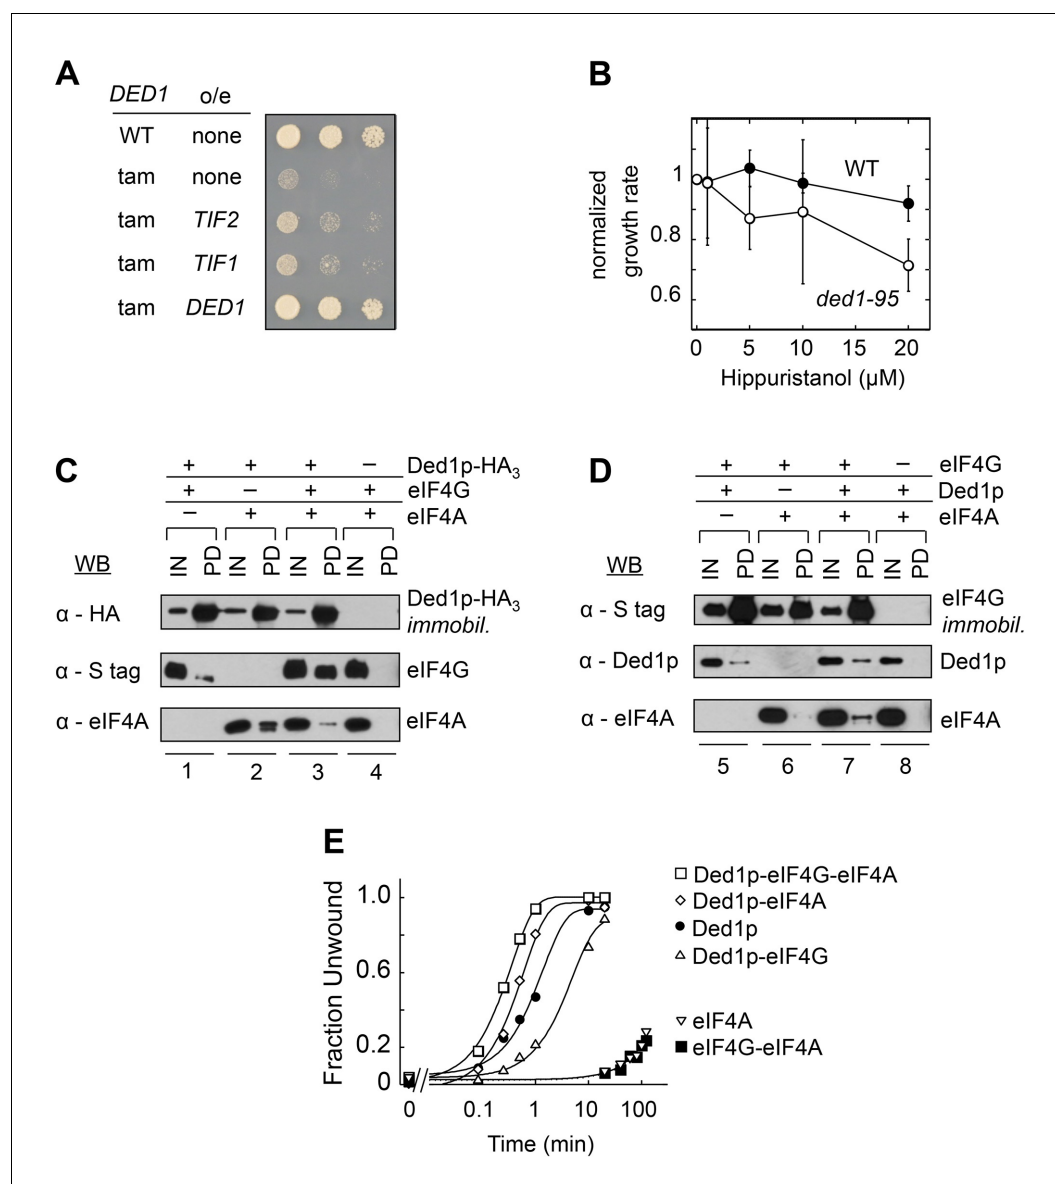 A
DED1 o/e
WT none
tam none
tam TIF2
tam TIF1
tam DED1
B
normalized
growth rate
1
0.8
0.6
WT
ded1-95
0 5 10 15 20
Hippuristanol (µM)
C
+ + + – Ded1p-HA3
+ – + + eIF4G
– + + + eIF4A
WB
IN PD IN PD IN PD IN PD
α - HA
Ded1p-HA3
immobil.
α - S tag
eIF4G
α - eIF4A
eIF4A
1 2 3 4
D
+ + + – eIF4G
+ – + + Ded1p
– + + + eIF4A
WB
IN PD IN PD IN PD IN PD
α - S tag
eIF4G
immobil.
α - Ded1p
Ded1p
α - eIF4A
eIF4A
5 6 7 8
E
Fraction Unwound
1.0
0.6
0.2
0
0 0.1 1 10 100
Time (min)
Ded1p-eIF4G-eIF4A
Ded1p-eIF4A
Ded1p
Ded1p-eIF4G
eIF4A
eIF4G-eIF4A